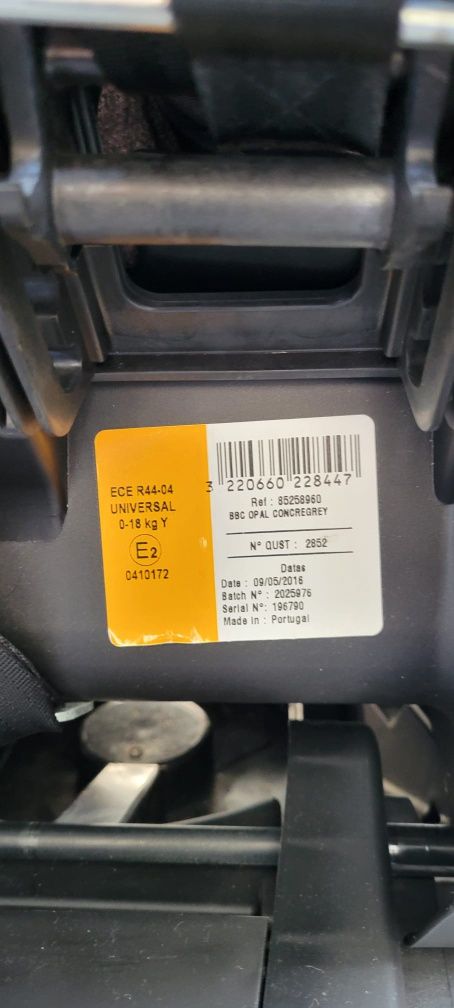 ECE R44-04
UNIVERSAL
0-18 kg Y
E2
0410172
3 220660 228447
Ref : 85258960
BBC OPAL CONCREGREY
N° QUST : 2852
Datas
Date : 09/05/2016
Batch N° : 2025976
Serial N°: 196790
Made in : Portugal